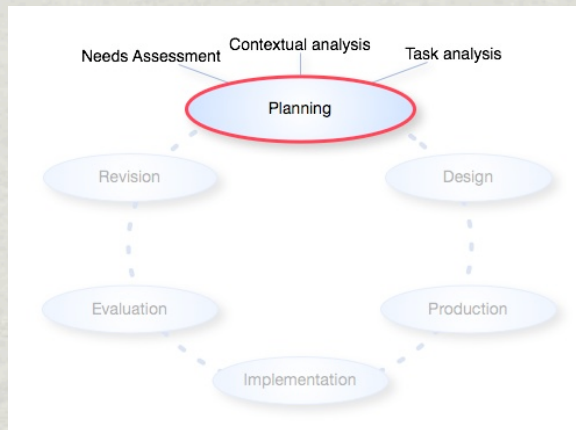 Needs Assessment
Contextual analysis
Task analysis
Planning
Revision
Design
Evaluation
Production
Implementation